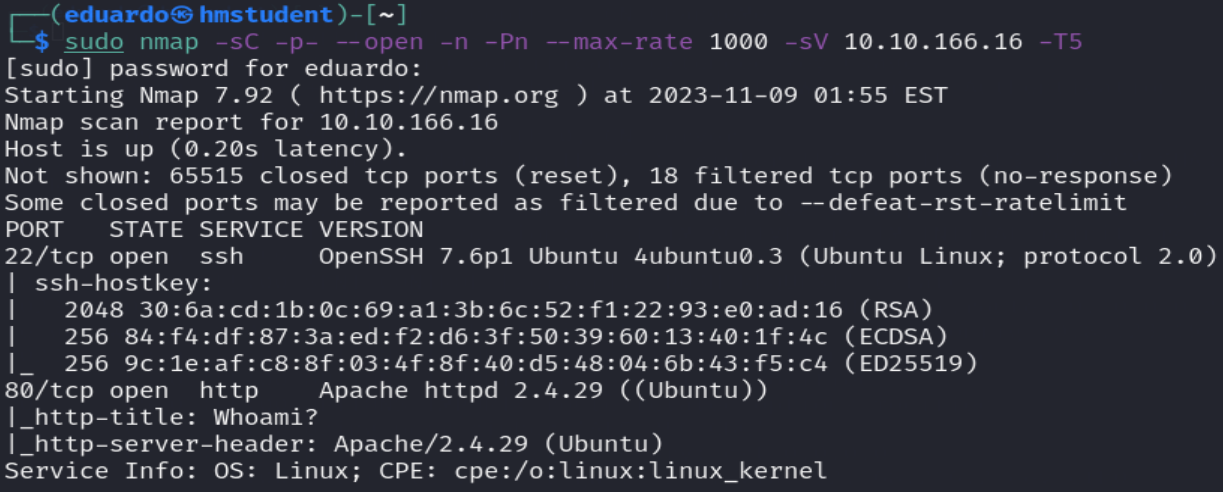 ┌──(eduardo㉿hmstudent)-[~]
└─$ sudo nmap -sC -p- --open -n -Pn --max-rate 1000 -sV 10.10.166.16 -T5
[sudo] password for eduardo:
Starting Nmap 7.92 ( https://nmap.org ) at 2023-11-09 01:55 EST
Nmap scan report for 10.10.166.16
Host is up (0.20s latency).
Not shown: 65515 closed tcp ports (reset), 18 filtered tcp ports (no-response)
Some closed ports may be reported as filtered due to --defeat-rst-ratelimit
PORT   STATE SERVICE VERSION
22/tcp open  ssh     OpenSSH 7.6p1 Ubuntu 4ubuntu0.3 (Ubuntu Linux; protocol 2.0)
| ssh-hostkey:
|   2048 30:6a:cd:1b:0c:69:a1:3b:6c:52:f1:22:93:e0:ad:16 (RSA)
|   256 84:f4:df:87:3a:ed:f2:d6:3f:50:39:60:13:40:1f:4c (ECDSA)
|_  256 9c:1e:af:c8:8f:03:4f:8f:40:d5:48:04:6b:43:f5:c4 (ED25519)
80/tcp open  http    Apache httpd 2.4.29 ((Ubuntu))
|_http-title: Whoami?
|_http-server-header: Apache/2.4.29 (Ubuntu)
Service Info: OS: Linux; CPE: cpe:/o:linux:linux_kernel